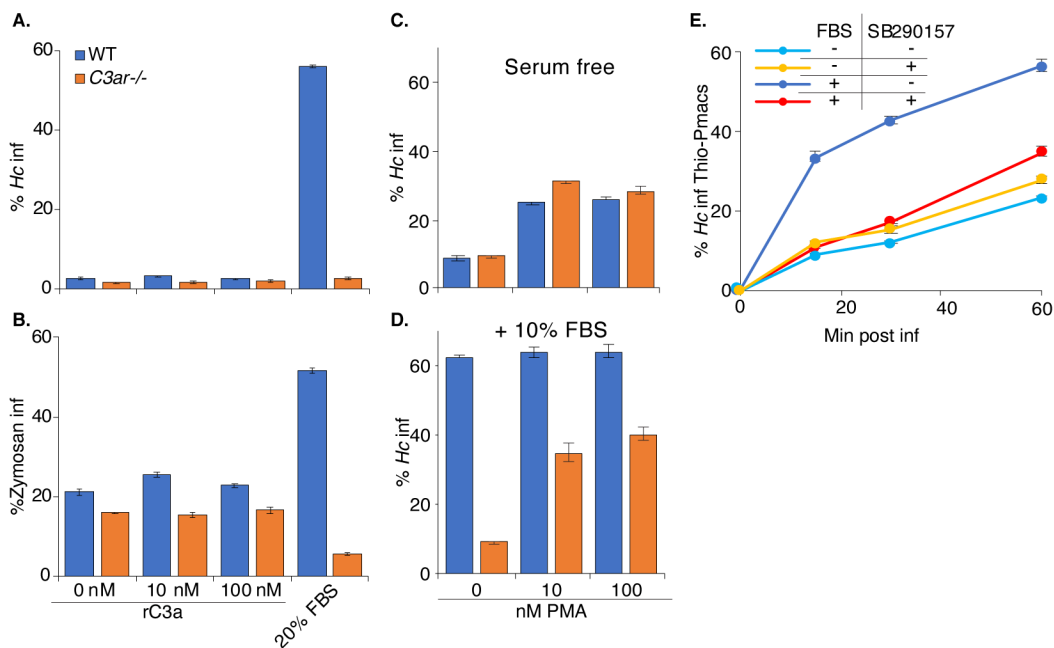 A.
% Hc inf
60
40
20
0
WT
C3ar-/-
B.
%Zymosan inf
60
40
20
0
0 nM 10 nM 100 nM
rC3a
20% FBS
C.
Serum free
% Hc inf
60
40
20
0
D.
+ 10% FBS
% Hc inf
60
40
20
0
0 10 100
nM PMA
E.
FBS SB290157
- -
- +
+ -
+ +
% Hc inf Thio-Pmacs
60
40
20
0
0 20 40 60
Min post inf